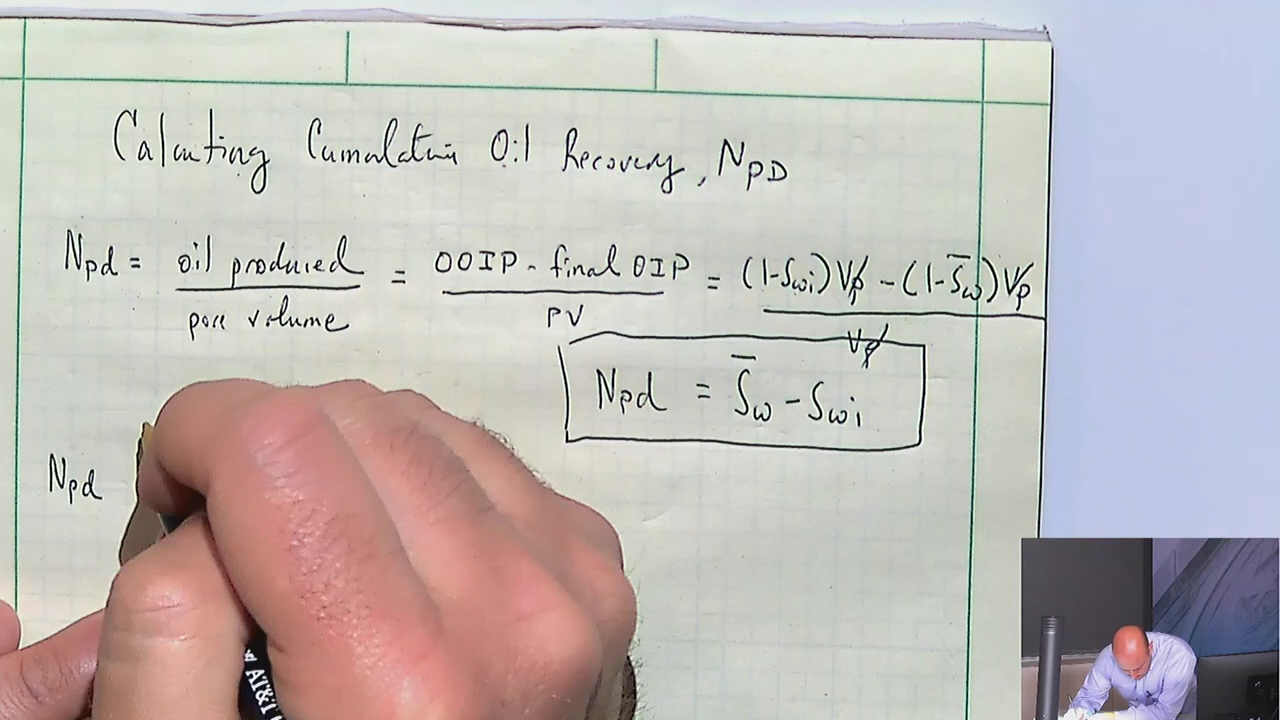 Calculating Cumulative Oil Recovery, NPD
Npd = oil produced / pore volume = OOIP - final OIP / PV = (1-Swi)Vp - (1-S̅w)Vp / Vp
Npd = S̅w - Swi
Npd
AT&T